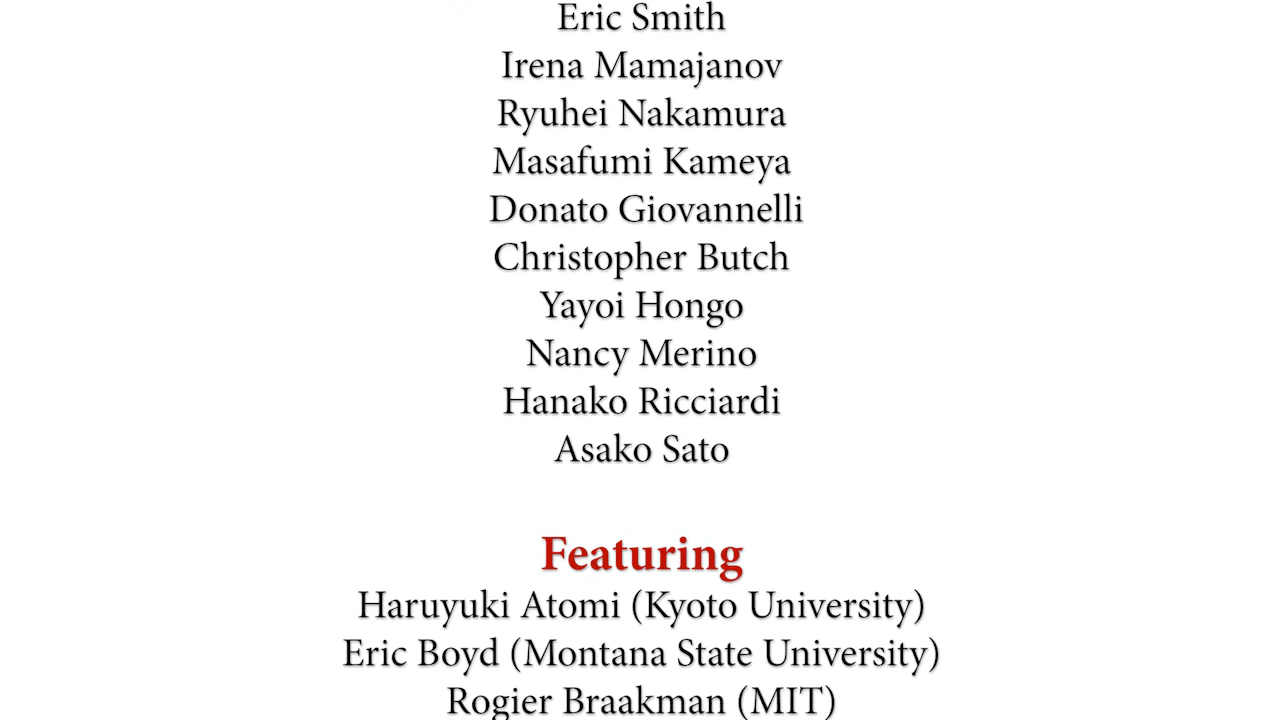 Eric Smith
Irena Mamajanov
Ryuhei Nakamura
Masafumi Kameya
Donato Giovannelli
Christopher Butch
Yayoi Hongo
Nancy Merino
Hanako Ricciardi
Asako Sato
Featuring
Haruyuki Atomi (Kyoto University)
Eric Boyd (Montana State University)
Rogier Braakman (MIT)